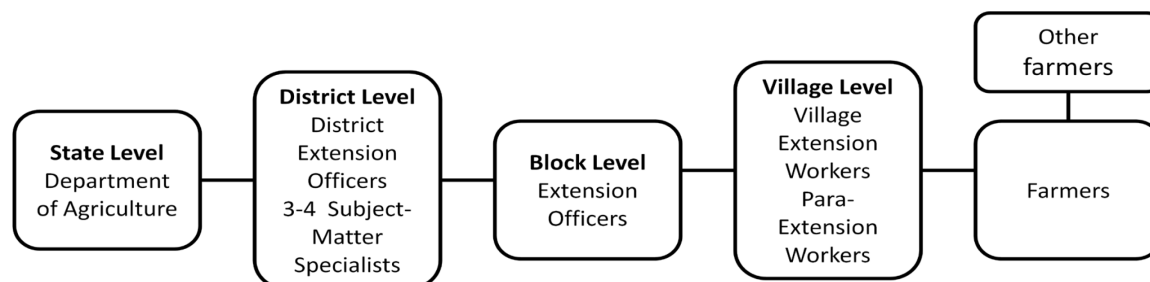 State Level
Department
of Agriculture
District Level
District
Extension
Officers
3-4 Subject-
Matter
Specialists
Block Level
Extension
Officers
Village Level
Village
Extension
Workers
Para-
Extension
Workers
Other
farmers
Farmers